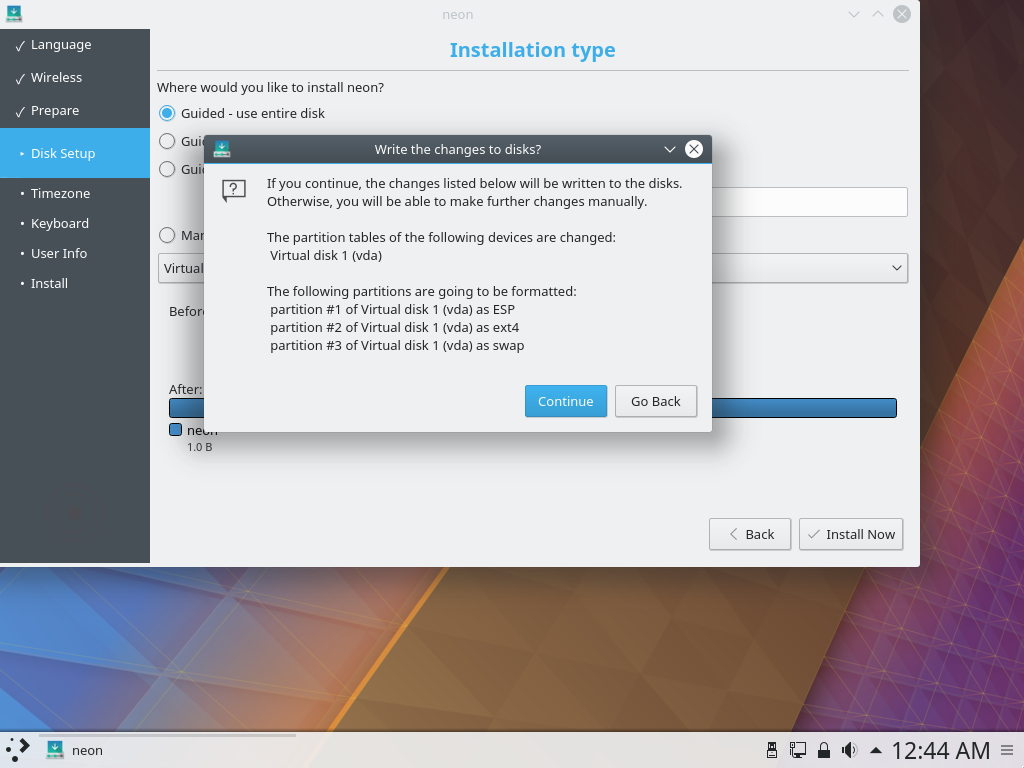 neon
Language
Wireless
Prepare
Disk Setup
Timezone
Keyboard
User Info
Install
Installation type
Where would you like to install neon?
Guided - use entire disk
Write the changes to disks?
If you continue, the changes listed below will be written to the disks.
Otherwise, you will be able to make further changes manually.
The partition tables of the following devices are changed:
Virtual disk 1 (vda)
The following partitions are going to be formatted:
partition #1 of Virtual disk 1 (vda) as ESP
partition #2 of Virtual disk 1 (vda) as ext4
partition #3 of Virtual disk 1 (vda) as swap
Continue
Go Back
Virtual
After:
neon
1.0 B
Back
Install Now
neon
12:44 AM